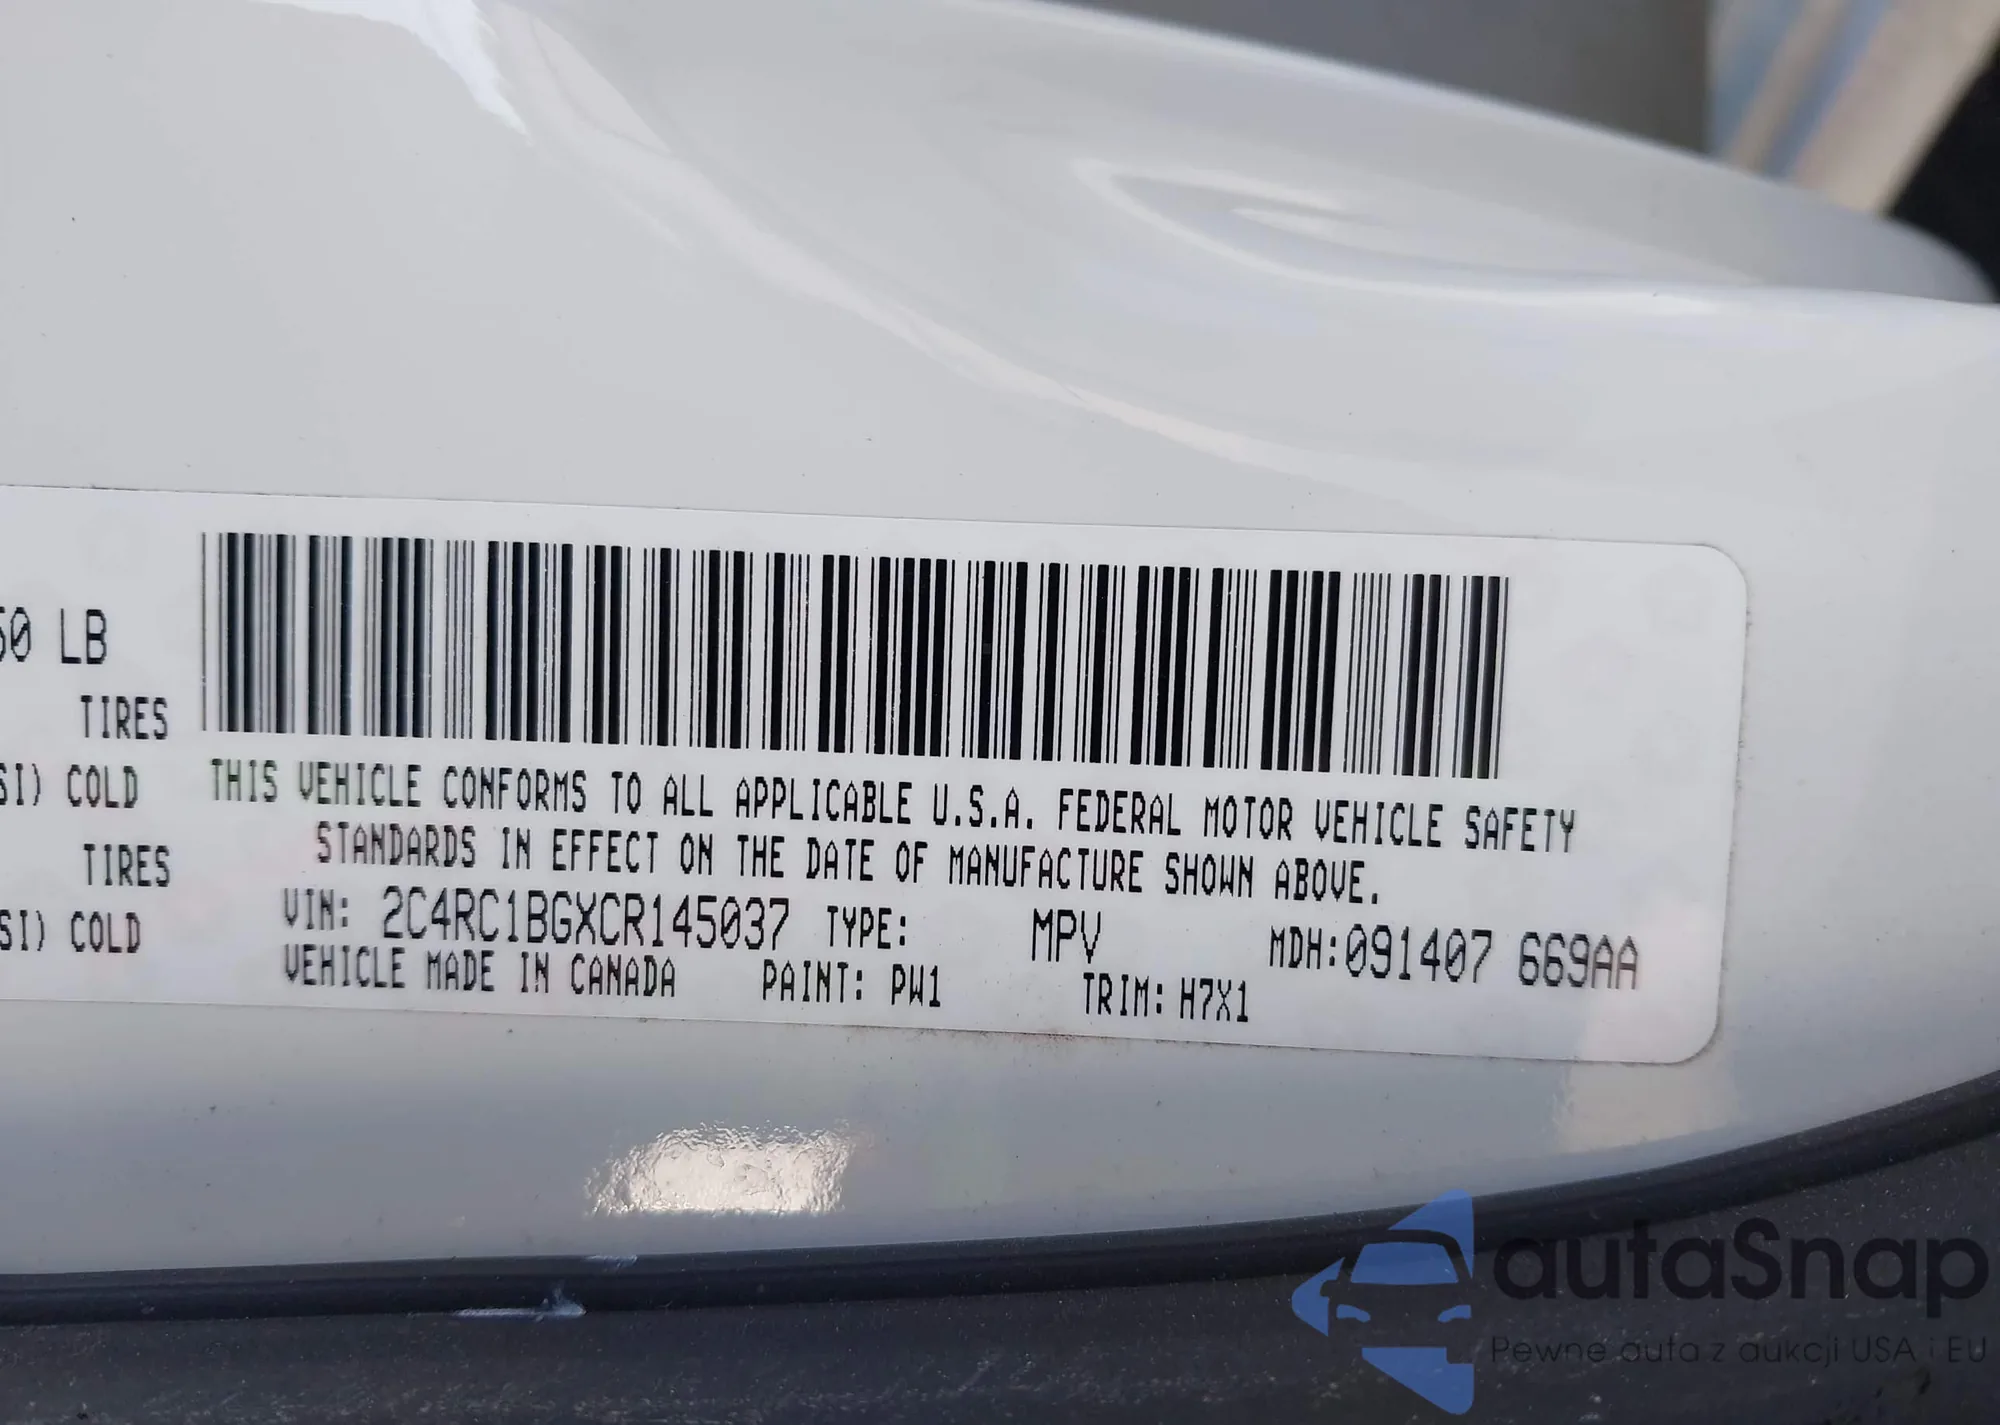 50 LB
TIRES
SI) COLD
TIRES
SI) COLD
THIS VEHICLE CONFORMS TO ALL APPLICABLE U.S.A. FEDERAL MOTOR VEHICLE SAFETY
STANDARDS IN EFFECT ON THE DATE OF MANUFACTURE SHOWN ABOVE.
VIN: 2C4RC1BGXCR145037 TYPE: MPV MDH:091407 669AA
VEHICLE MADE IN CANADA PAINT: PW1 TRIM: H7X1
autaSnap
Pewne auta z aukcji USA i EU